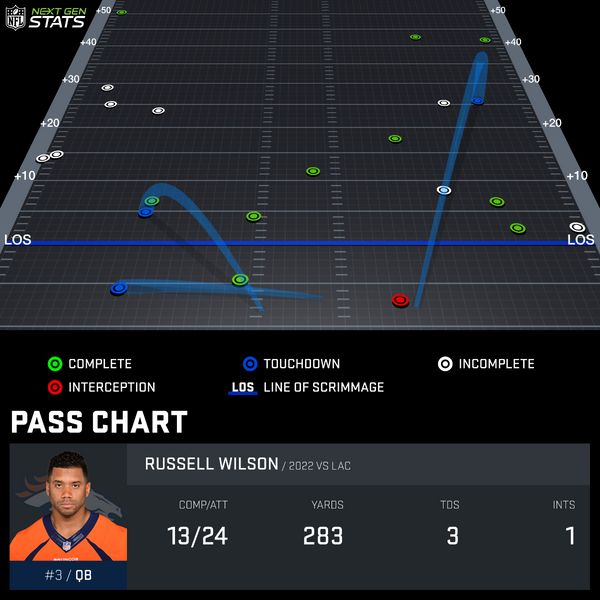 NFL NEXT GEN STATS
+50 +50
+40 +40
+30 +30
+20 +20
+10 +10
LOS LOS
COMPLETE TOUCHDOWN INCOMPLETE
INTERCEPTION LOS LINE OF SCRIMMAGE
PASS CHART
RUSSELL WILSON / 2022 VS LAC
COMP/ATT YARDS TDS INTS
13/24 283 3 1
#3 / QB